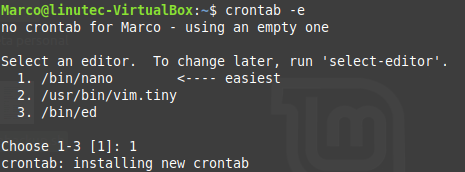 Marco@linutec-VirtualBox:~$ crontab -e
no crontab for Marco - using an empty one
Select an editor.  To change later, run 'select-editor'.
  1. /bin/nano        <---- easiest
  2. /usr/bin/vim.tiny
  3. /bin/ed
Choose 1-3 [1]: 1
crontab: installing new crontab